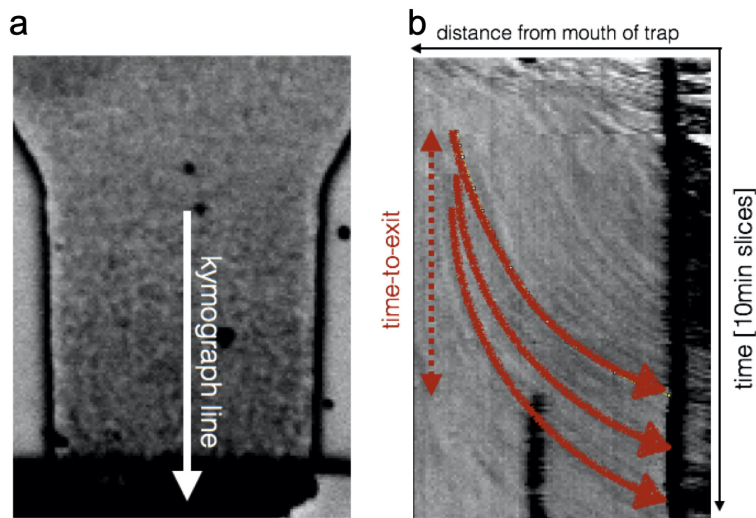 a
kymograph line
b
distance from mouth of trap
time-to-exit
time [10min slices]